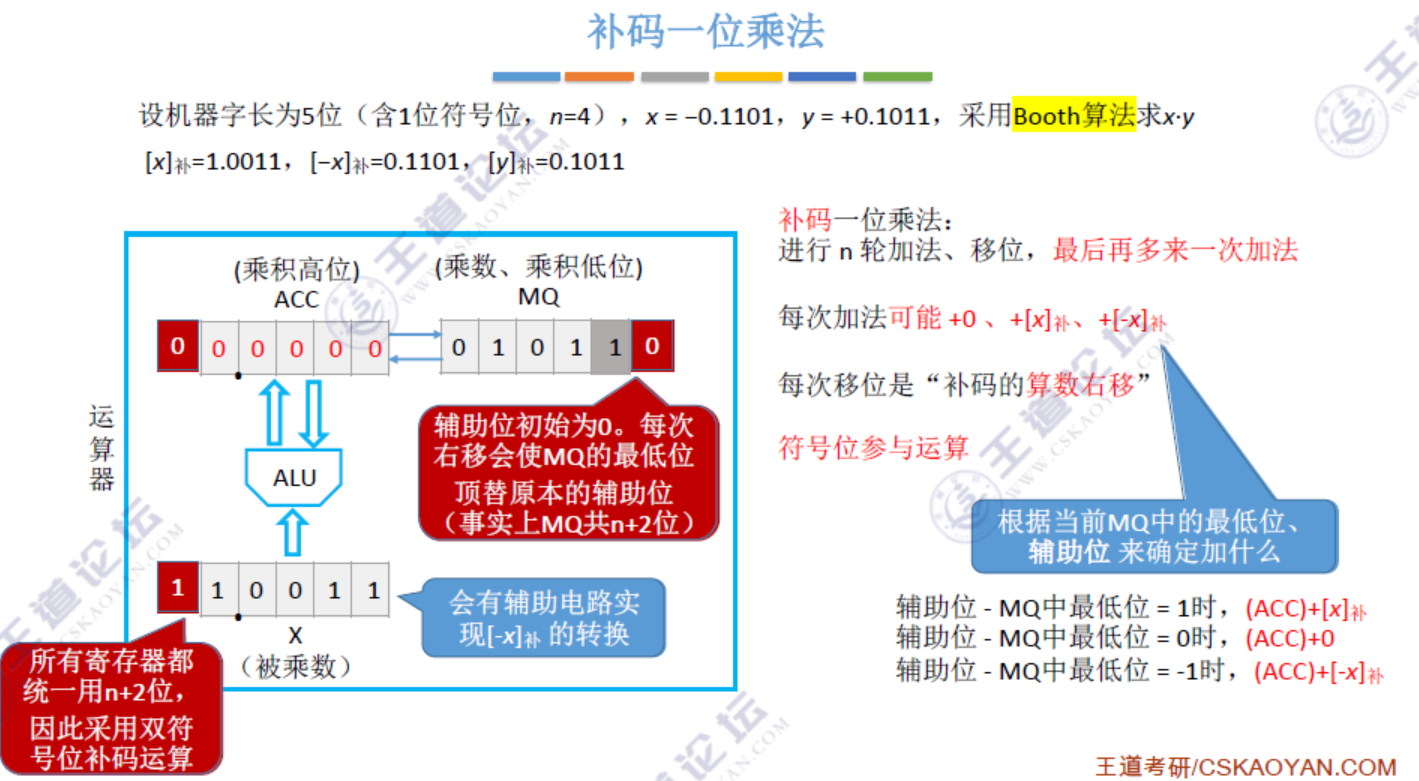 补码一位乘法
设机器字长为5位（含1位符号位，n=4），x = −0.1101，y = +0.1011，采用Booth算法求x·y
[x]补=1.0011，[−x]补=0.1101，[y]补=0.1011
补码一位乘法：
进行 n 轮加法、移位，最后再多来一次加法
每次加法可能 +0 、+[x]补、+[-x]补
每次移位是“补码的算数右移”
符号位参与运算
根据当前MQ中的最低位、
辅助位 来确定加什么
辅助位 - MQ中最低位 = 1时，(ACC)+[x]补
辅助位 - MQ中最低位 = 0时，(ACC)+0
辅助位 - MQ中最低位 = -1时，(ACC)+[-x]补
运算器
(乘积高位)
ACC
(乘数、乘积低位)
MQ
0 0 0 0 0 0
0 1 0 1 1 0
辅助位初始为0。每次
右移会使MQ的最低位
顶替原本的辅助位
（事实上MQ共n+2位）
ALU
1 1 0 0 1 1
X
（被乘数）
会有辅助电路实
现[-x]补 的转换
所有寄存器都
统一用n+2位，
因此采用双符
号位补码运算
王道考研/CSKAOYAN.COM
王道论坛
WWW.CSKAOYAN.COM